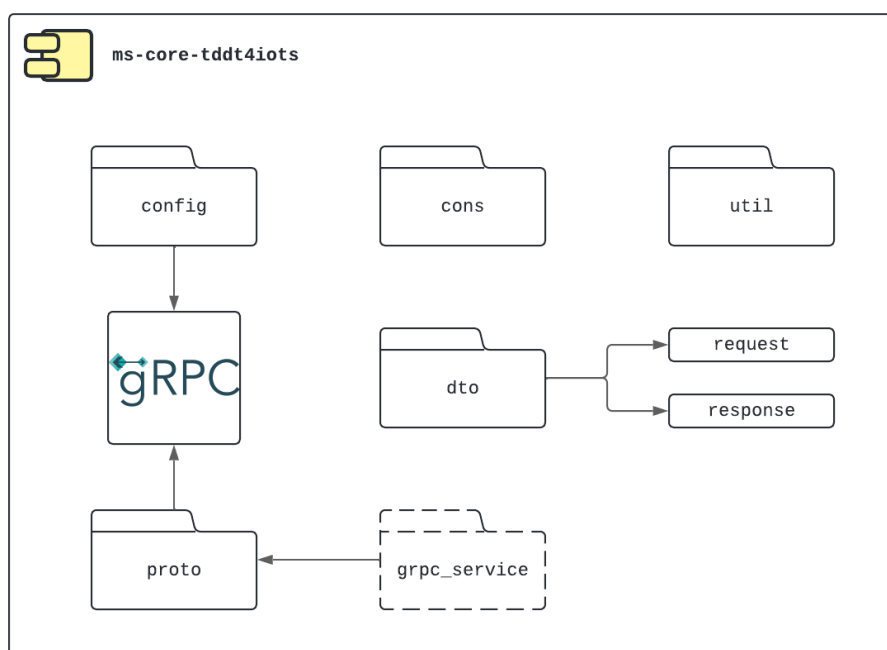 ms-core-tddt4iots
config
cons
util
gRPC
dto
request
response
proto
grpc_service